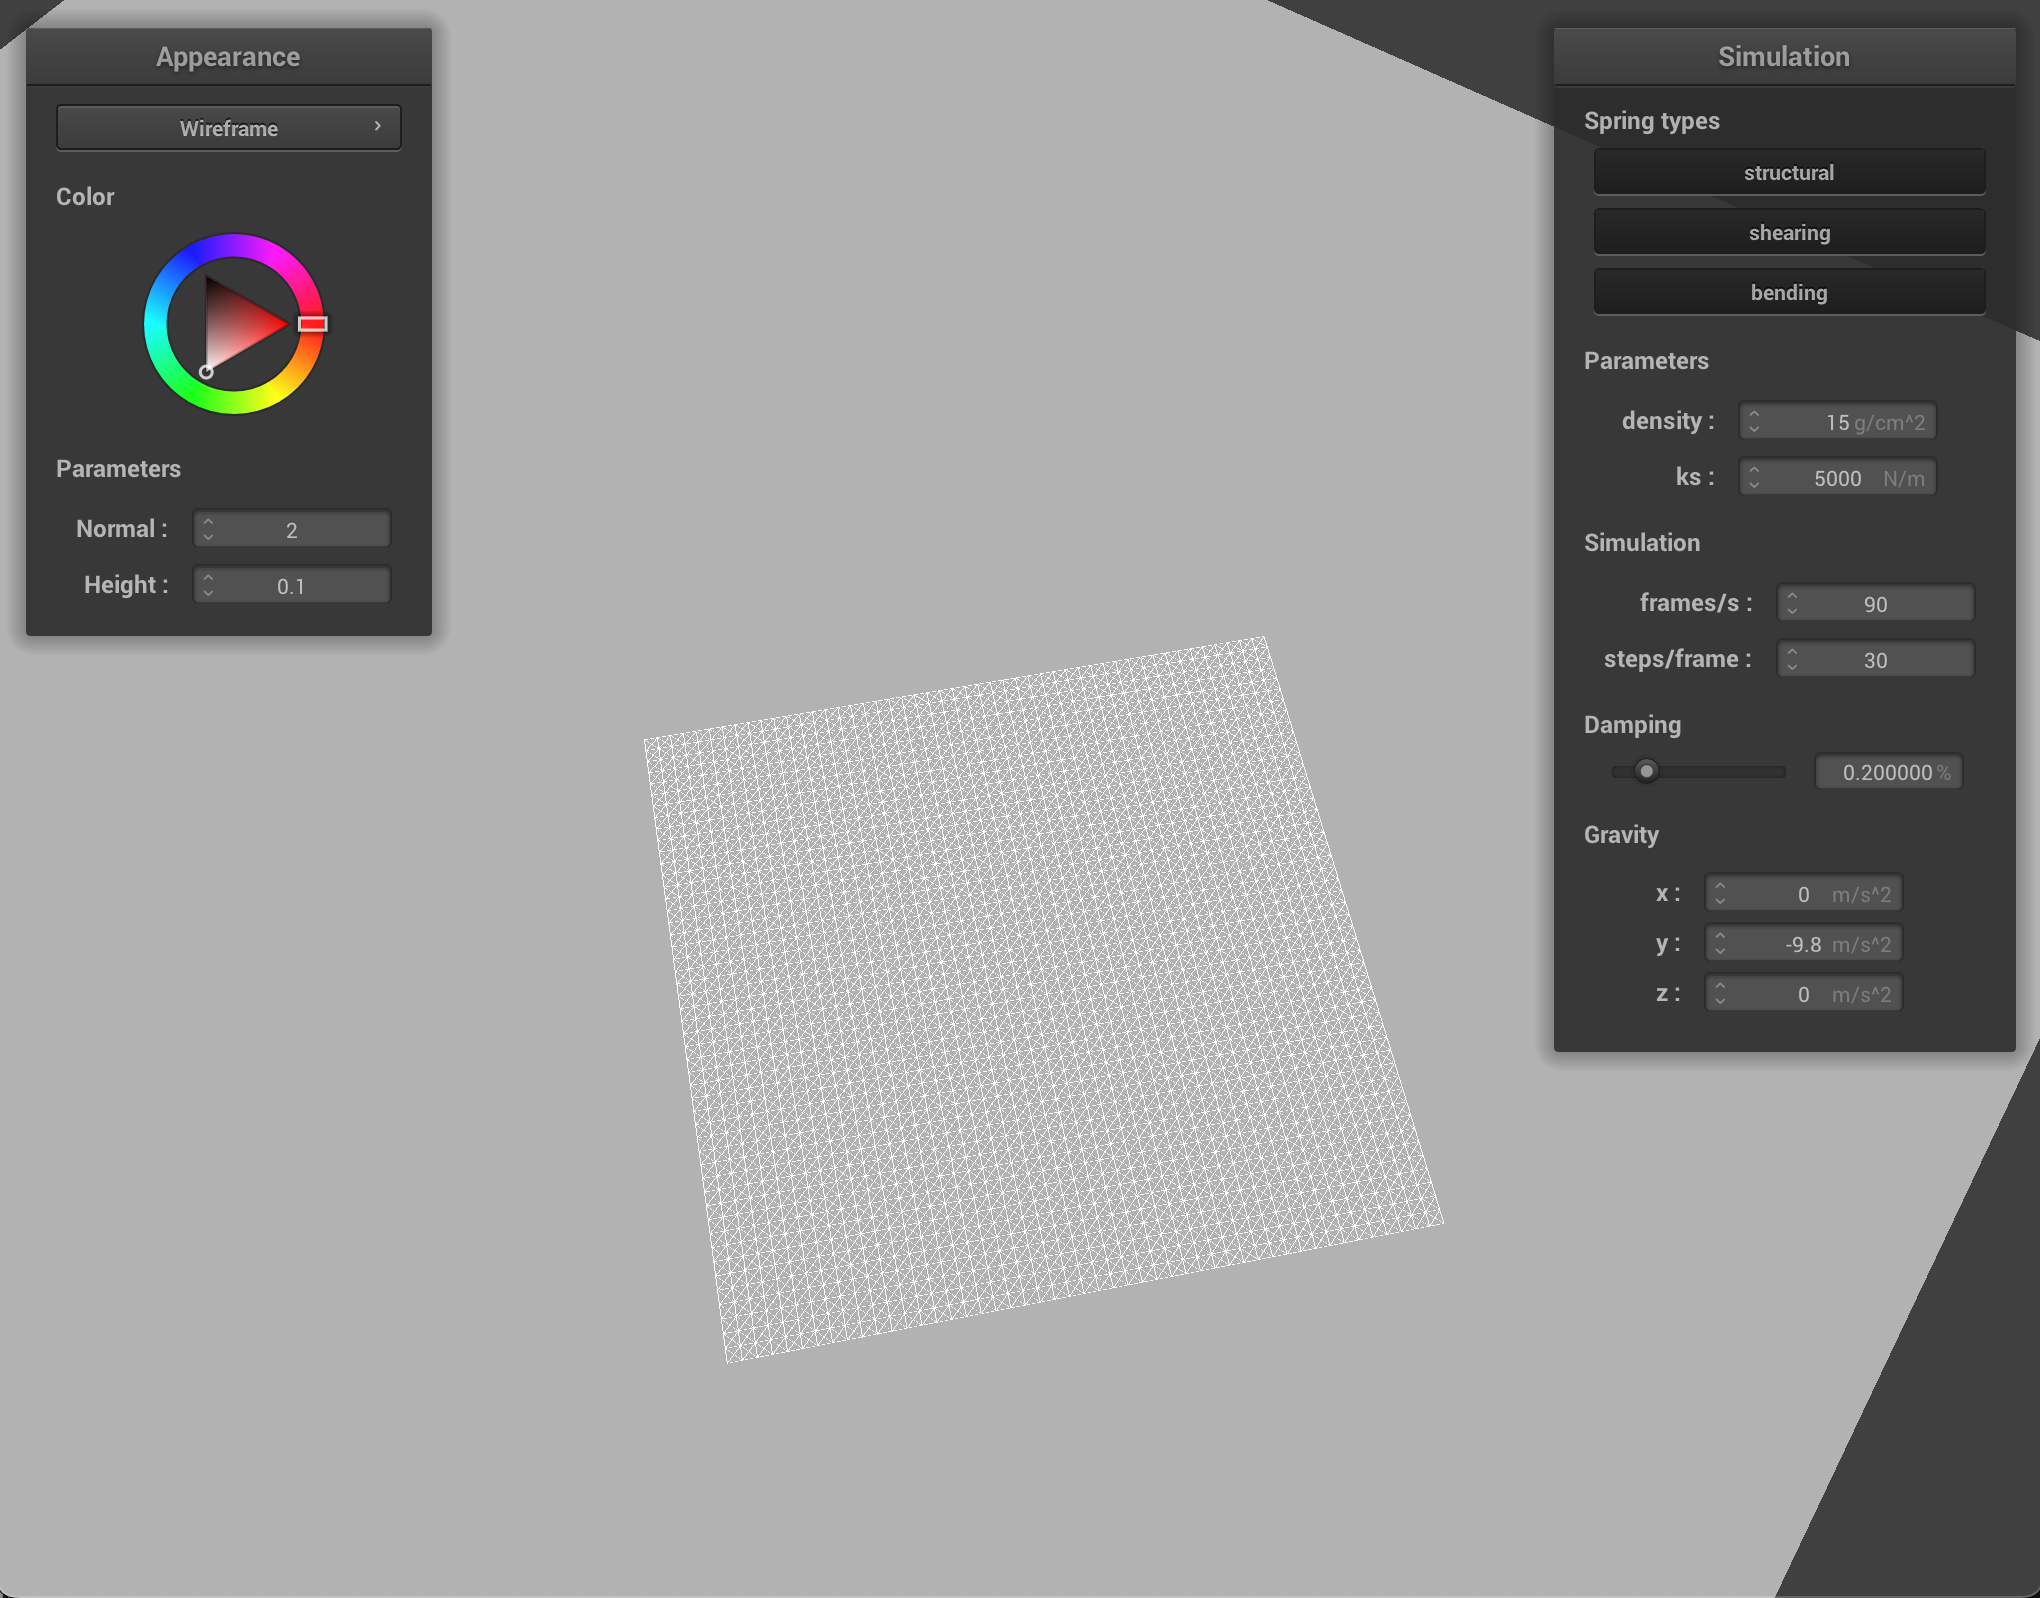 Appearance
Wireframe
Color
Parameters
Normal : 2
Height : 0.1
Simulation
Spring types
structural
shearing
bending
Parameters
density : 15 g/cm^2
ks : 5000 N/m
Simulation
frames/s : 90
steps/frame : 30
Damping
0.200000 %
Gravity
x : 0 m/s^2
y : -9.8 m/s^2
z : 0 m/s^2